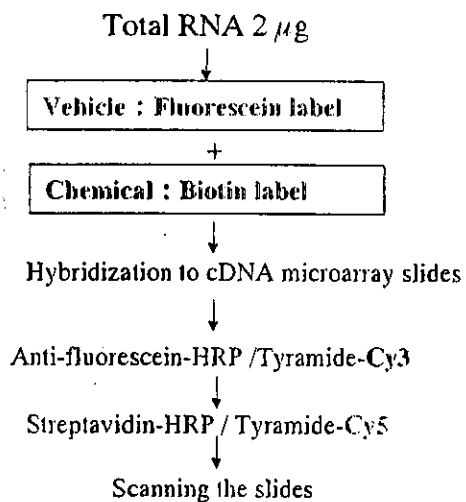 Total RNA 2 μg
Vehicle : Fluorescein label
+
Chemical : Biotin label
Hybridization to cDNA microarray slides
Anti-fluorescein-HRP /Tyramide-Cy3
Streptavidin-HRP / Tyramide-Cy5
Scanning the slides